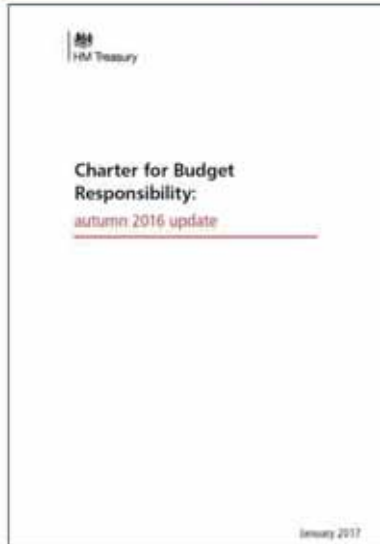 HM Treasury
Charter for Budget
Responsibility:
autumn 2016 update
January 2017